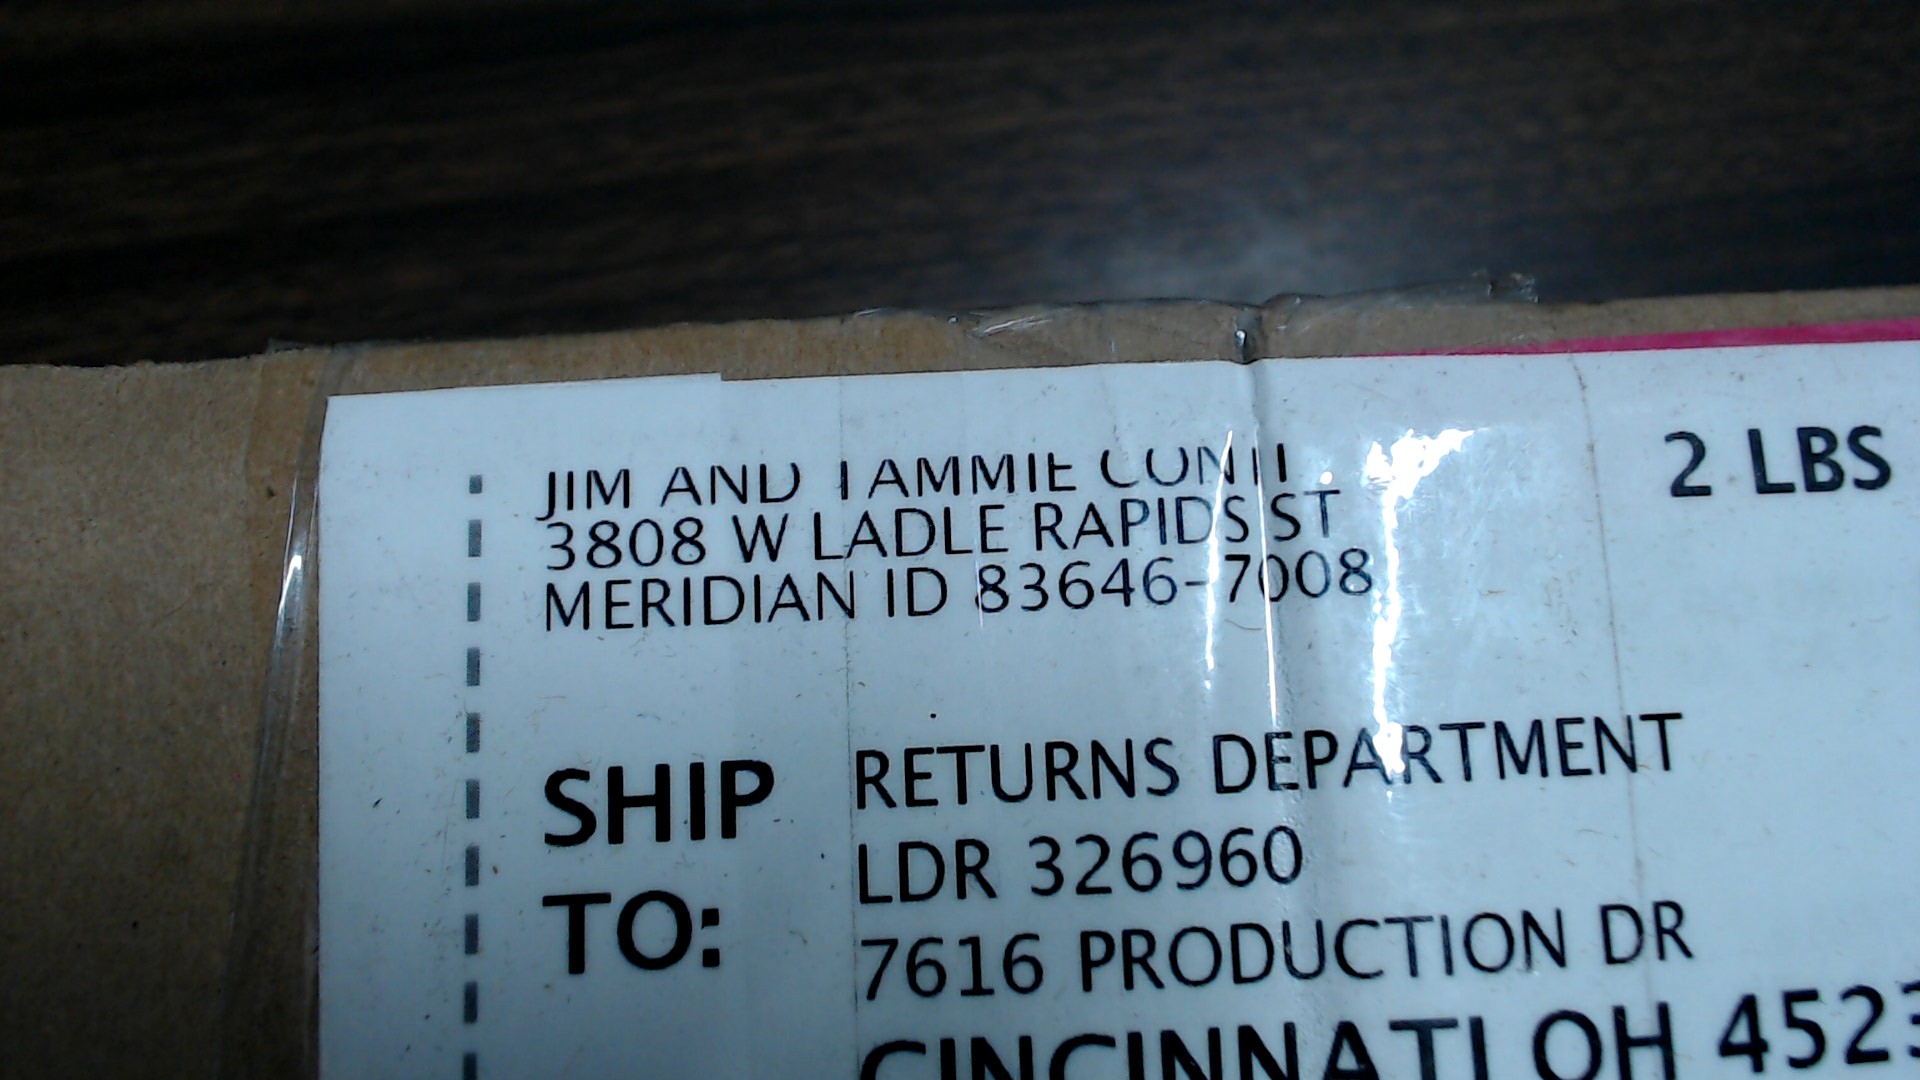 JIM AND TAMMIE CONTI
2 LBS
3808 W LADLE RAPIDS ST
MERIDIAN ID 83646-7008
SHIP TO:
RETURNS DEPARTMENT
LDR 326960
7616 PRODUCTION DR
CINCINNATI OH 4523